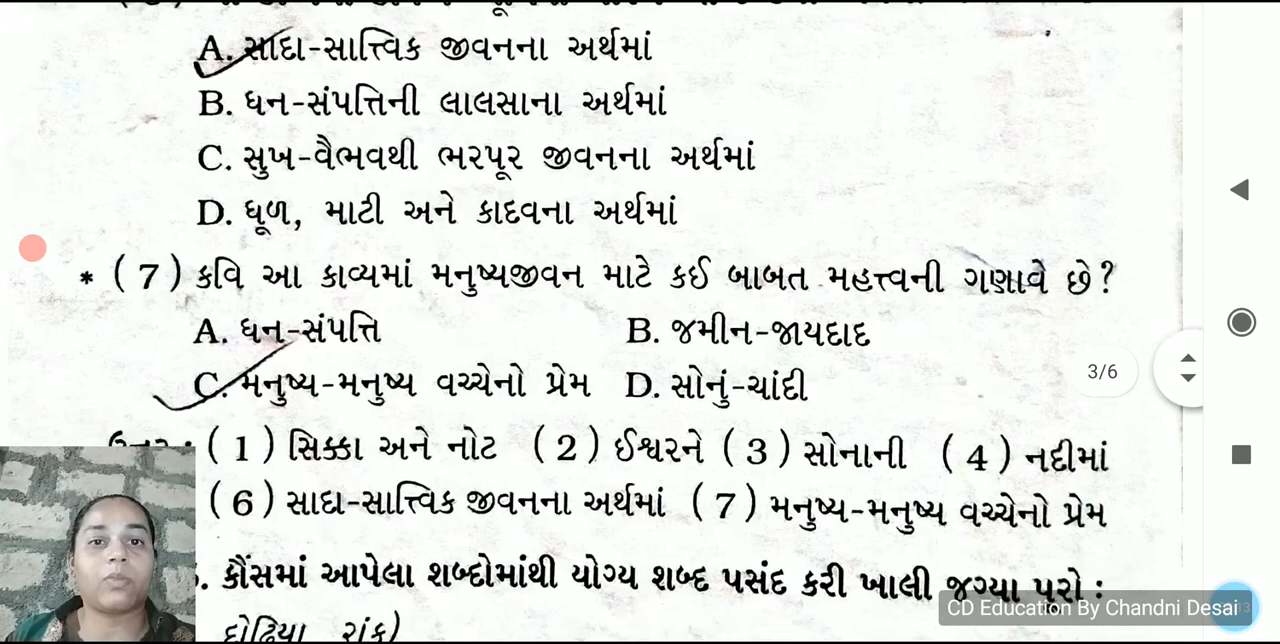 A. સાદા-સાત્ત્વિક જીવનના અર્થમાં
B. ધન-સંપત્તિની લાલસાના અર્થમાં
C. સુખ-વૈભવથી ભરપૂર જીવનના અર્થમાં
D. ધૂળ, માટી અને કાદવના અર્થમાં
* (7) કવિ આ કાવ્યમાં મનુષ્યજીવન માટે કઈ બાબત મહત્ત્વની ગણાવે છે?
A. ધન-સંપત્તિ B. જમીન-જાયદાદ
3/6
C. મનુષ્ય-મનુષ્ય વચ્ચેનો પ્રેમ D. સોનું-ચાંદી
(1) સિક્કા અને નોટ (2) ઈશ્વરને (3) સોનાની (4) નદીમાં
(6) સાદા-સાત્ત્વિક જીવનના અર્થમાં (7) મનુષ્ય-મનુષ્ય વચ્ચેનો પ્રેમ
કૌંસમાં આપેલા શબ્દોમાંથી યોગ્ય શબ્દ પસંદ કરી ખાલી જગ્યા પૂરો :
CD Education By Chandni Desai